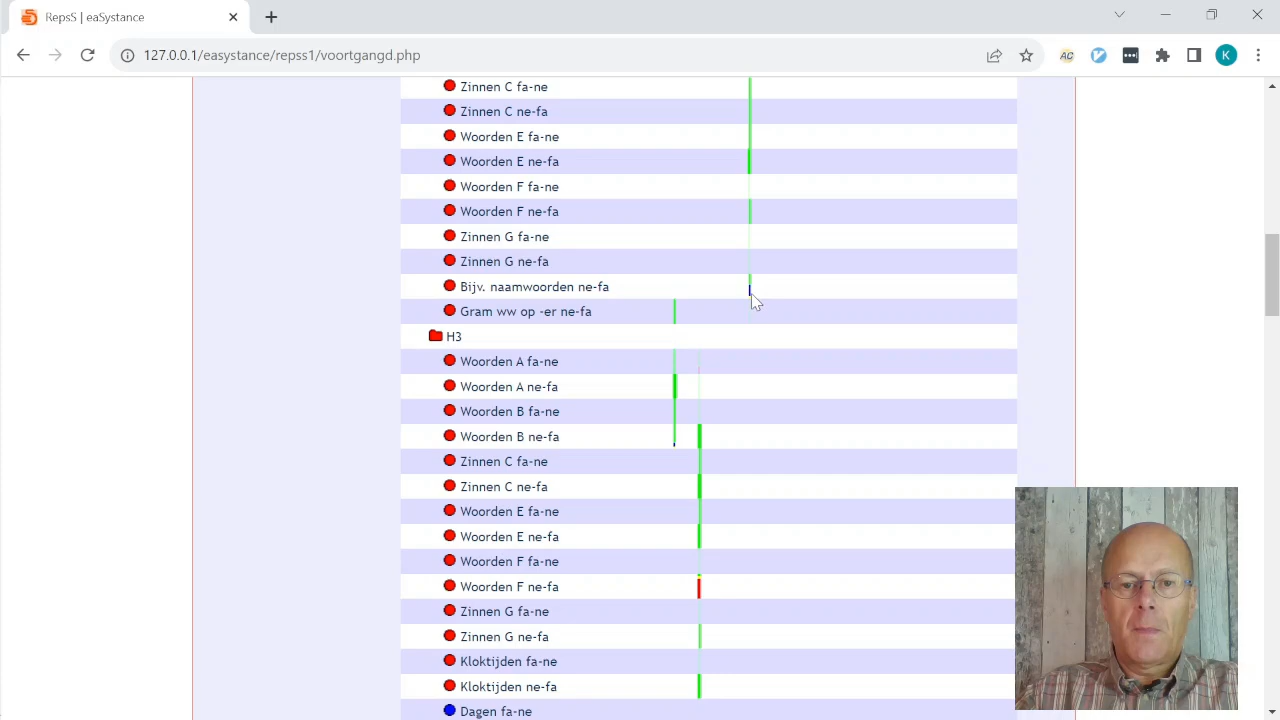 RepsS | eaSystance
127.0.0.1/easystance/repss1/voortgangd.php
AC
K
Zinnen C fa-ne
Zinnen C ne-fa
Woorden E fa-ne
Woorden E ne-fa
Woorden F fa-ne
Woorden F ne-fa
Zinnen G fa-ne
Zinnen G ne-fa
Bijv. naamwoorden ne-fa
Gram ww op -er ne-fa
H3
Woorden A fa-ne
Woorden A ne-fa
Woorden B fa-ne
Woorden B ne-fa
Zinnen C fa-ne
Zinnen C ne-fa
Woorden E fa-ne
Woorden E ne-fa
Woorden F fa-ne
Woorden F ne-fa
Zinnen G fa-ne
Zinnen G ne-fa
Kloktijden fa-ne
Kloktijden ne-fa
Dagen fa-ne